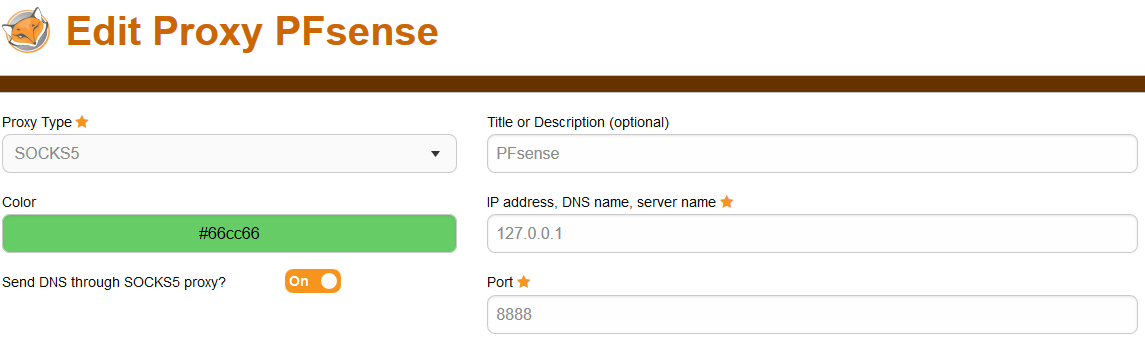 Edit Proxy PFsense
Proxy Type
SOCKS5
Title or Description (optional)
PFsense
Color
#66cc66
IP address, DNS name, server name
127.0.0.1
Send DNS through SOCKS5 proxy?
On
Port
8888